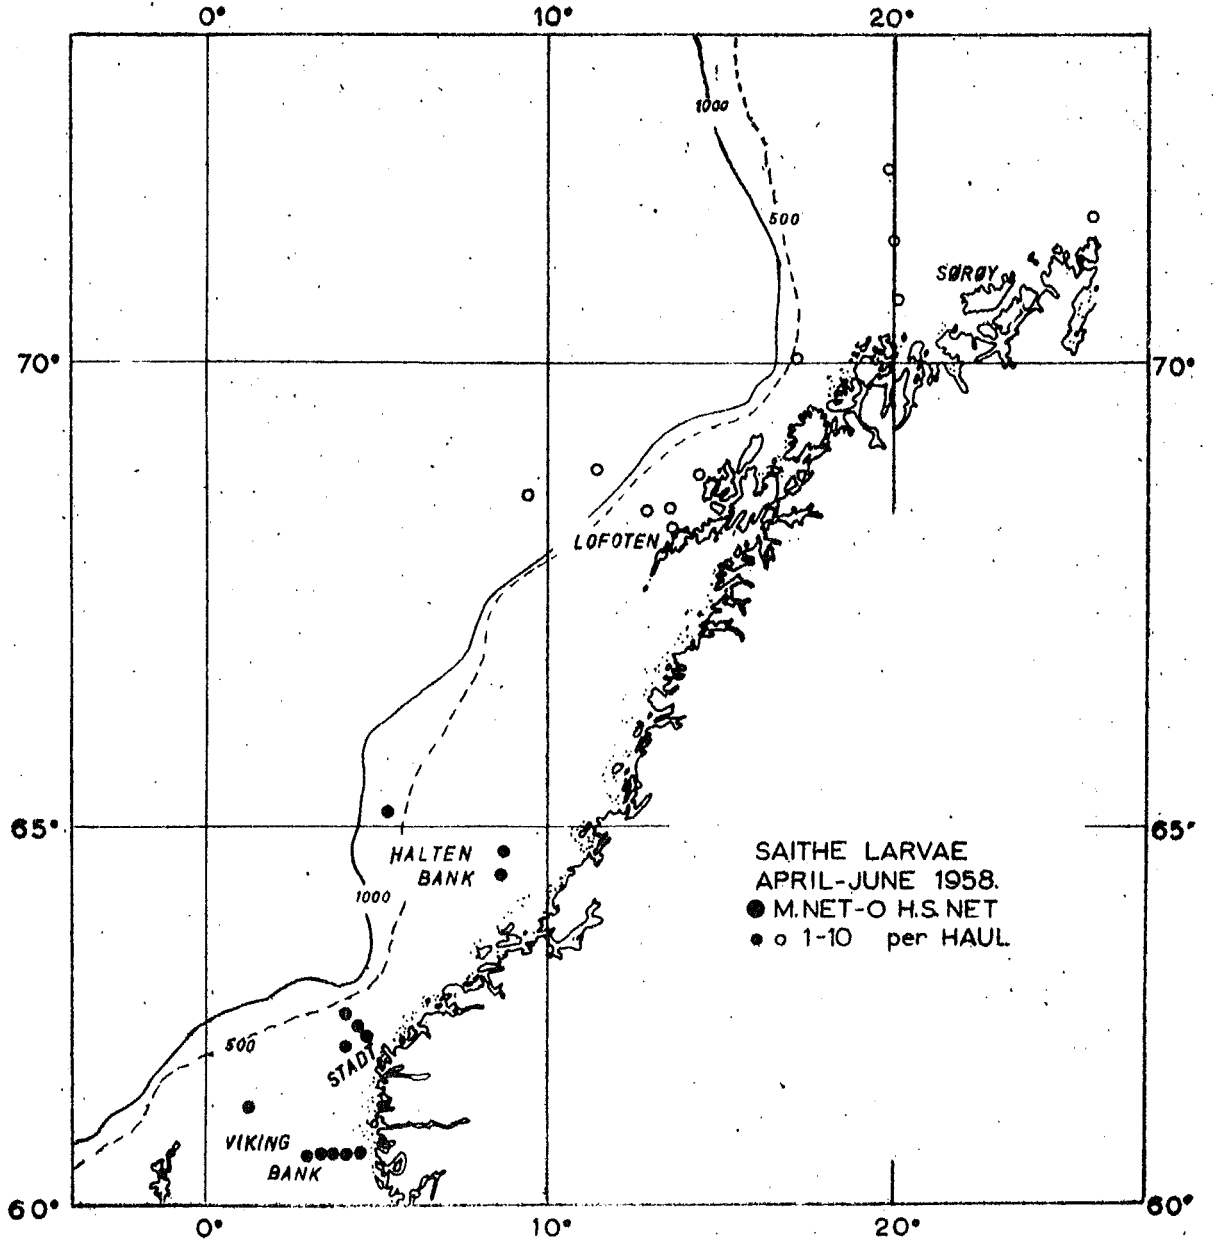 0° 10° 20°
1000
500
SØRØY
70° 70°
LOFOTEN
65° 65°
HALTEN
BANK
1000
SAITHE LARVAE
APRIL-JUNE 1958.
● M.NET-O H.S. NET
● ○ 1-10 per HAUL
500
STADT
VIKING
BANK
60° 60°
0° 10° 20°